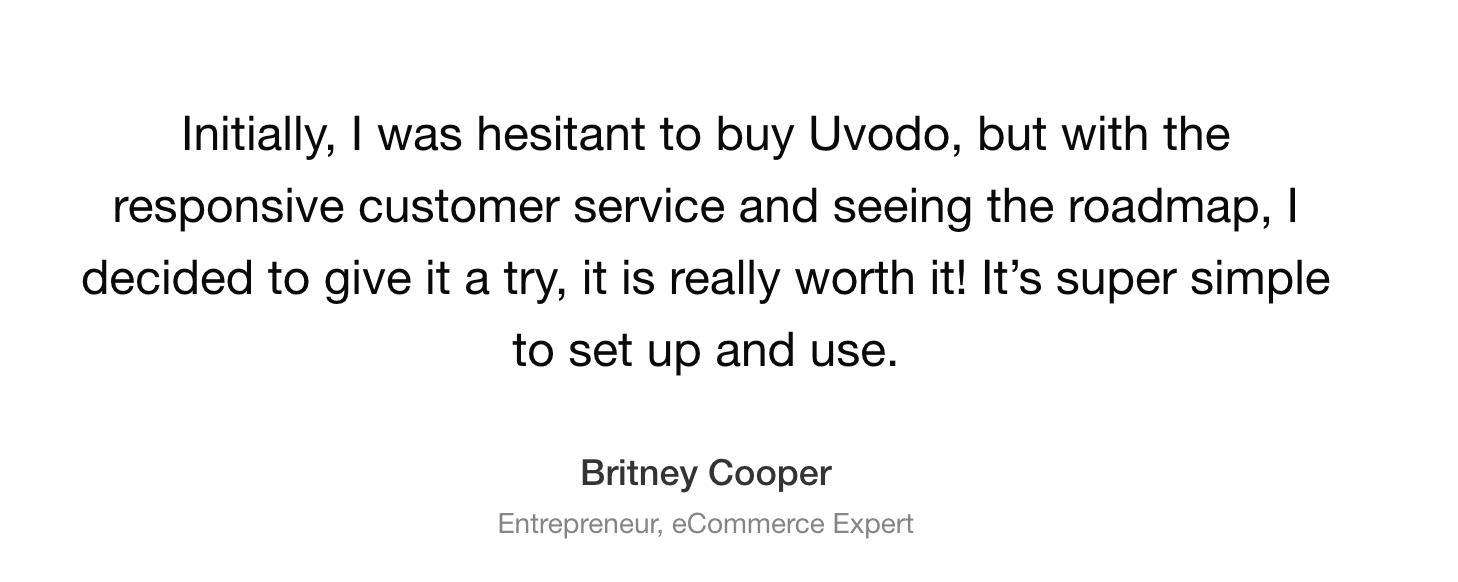 Initially, I was hesitant to buy Uvodo, but with the
responsive customer service and seeing the roadmap, I
decided to give it a try, it is really worth it! It’s super simple
to set up and use.
Britney Cooper
Entrepreneur, eCommerce Expert